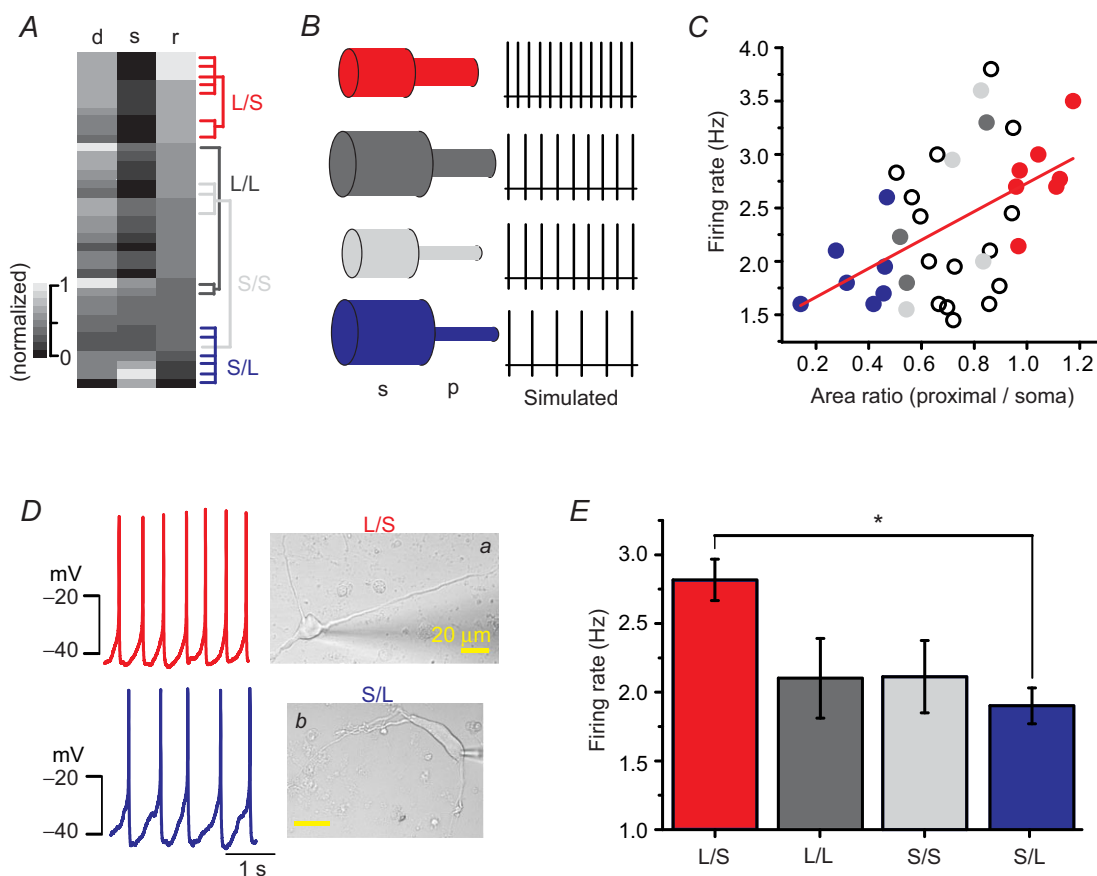 A
d s r
L/S
L/L
S/S
S/L
(normalized)
1
0
B
s p
Simulated
C
Firing rate (Hz)
4.0
3.5
3.0
2.5
2.0
1.5
0.2 0.4 0.6 0.8 1.0 1.2
Area ratio (proximal / soma)
D
mV
–20
–40
L/S
a
20 µm
mV
–20
–40
1 s
S/L
b
E
*
Firing rate (Hz)
3.0
2.5
2.0
1.5
1.0
L/S L/L S/S S/L